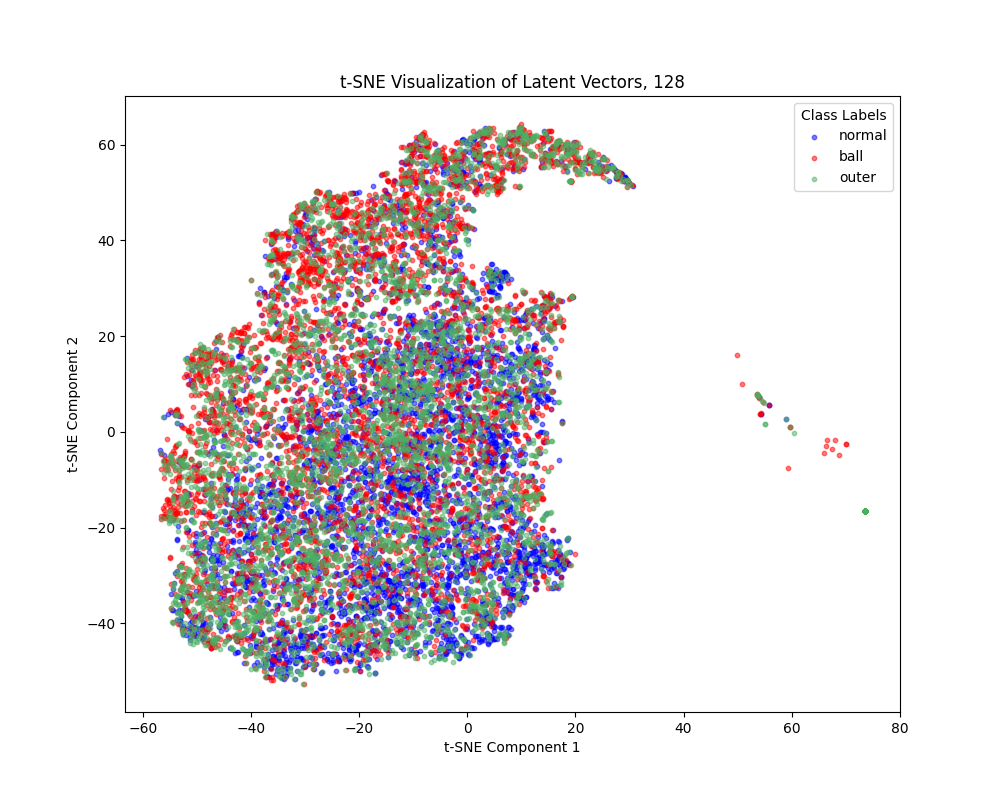 t-SNE Visualization of Latent Vectors, 128
Class Labels
normal
ball
outer
60
40
20
0
−20
−40
t-SNE Component 2
−60
−40
−20
0
20
40
60
80
t-SNE Component 1